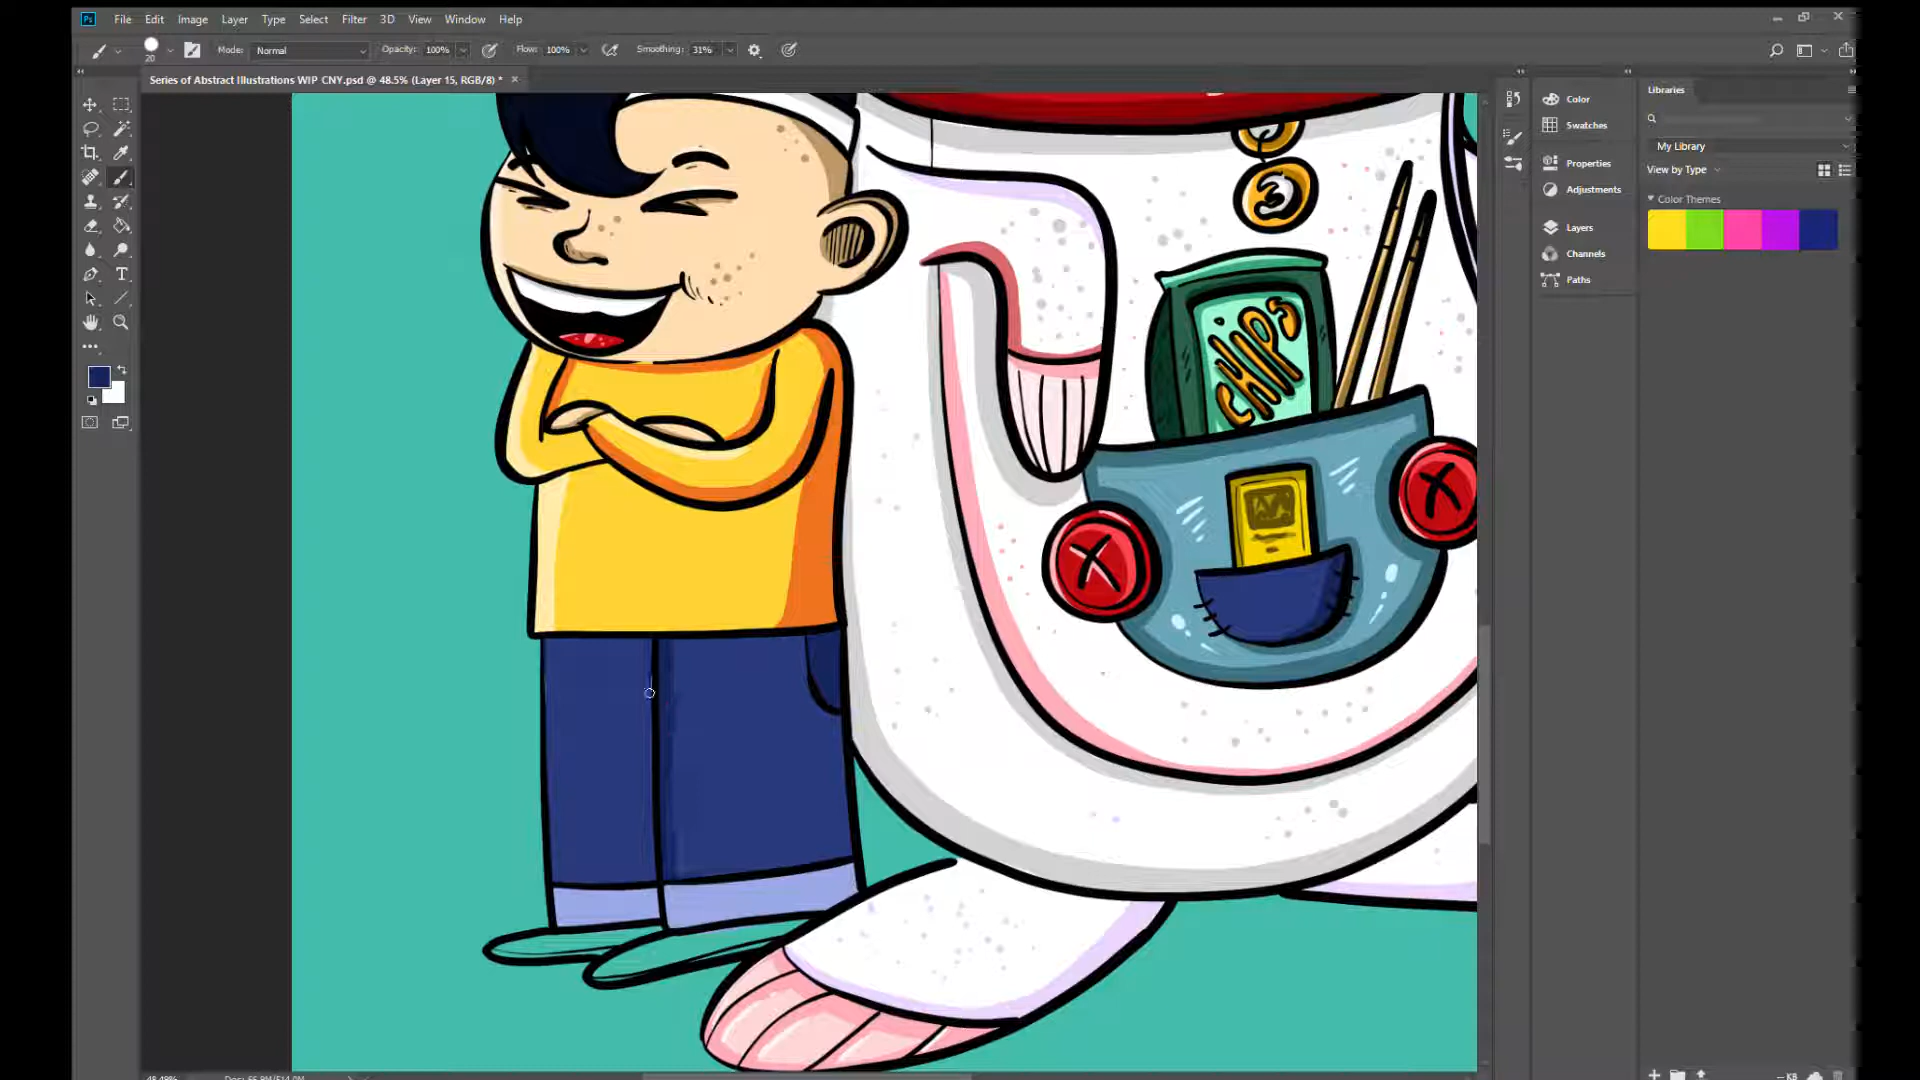 Ps File Edit Image Layer Type Select Filter 3D View Window Help
20 Mode: Normal Opacity: 100% Flow: 100% Smoothing: 31%
Series of Abstract Illustrations WIP CNY.psd @ 48.5% (Layer 15, RGB/8) *
Libraries
My Library
View by Type
Color Themes
Color
Swatches
Properties
Adjustments
Layers
Channels
Paths
T
3
CHIPS
X
X
-- KB